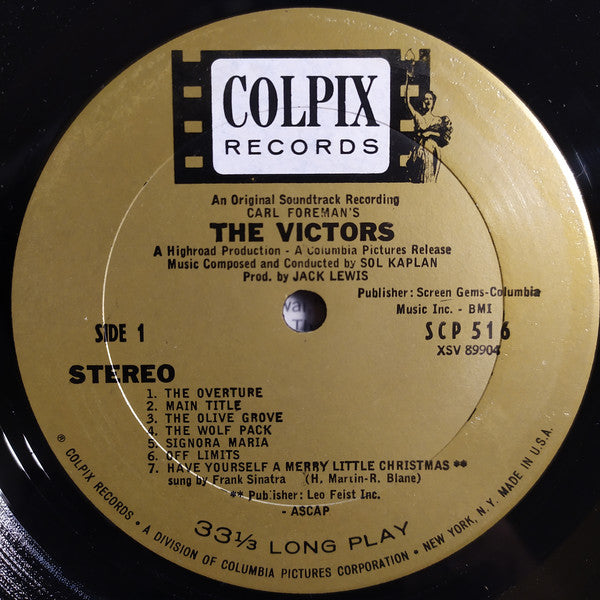 COLPIX
RECORDS
An Original Soundtrack Recording
CARL FOREMAN'S
THE VICTORS
A Highroad Production - A Columbia Pictures Release
Music Composed and Conducted by SOL KAPLAN
Prod. by JACK LEWIS
Publisher: Screen Gems-Columbia
Music Inc. - BMI
SIDE 1
SCP 516
XSV 89904
STEREO
1. THE OVERTURE
2. MAIN TITLE
3. THE OLIVE GROVE
4. THE WOLF PACK
5. SIGNORA MARIA
6. OFF LIMITS
7. HAVE YOURSELF A MERRY LITTLE CHRISTMAS **
sung by Frank Sinatra (H. Martin-R. Blane)
** Publisher: Leo Feist Inc.
- ASCAP
33⅓ LONG PLAY
℗ COLPIX RECORDS • A DIVISION OF COLUMBIA PICTURES CORPORATION • NEW YORK, N.Y. MADE IN U.S.A.